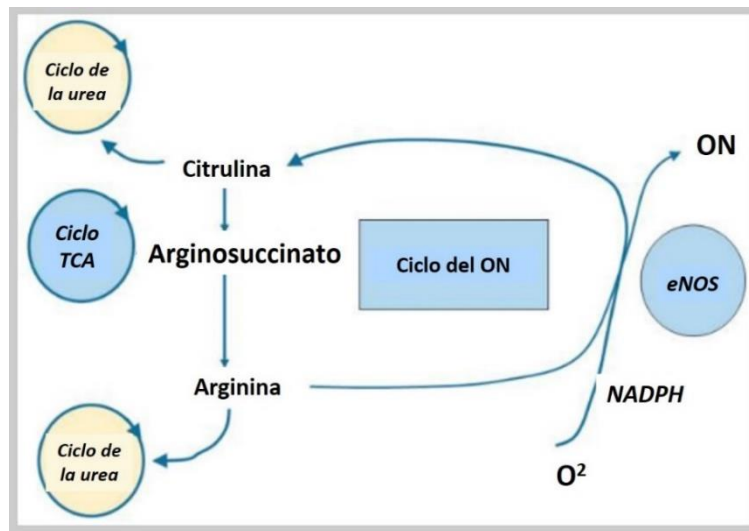 Ciclo de
la urea
Citrulina
ON
Ciclo
TCA
Arginosuccinato
Ciclo del ON
eNOS
Arginina
NADPH
Ciclo de
la urea
O²